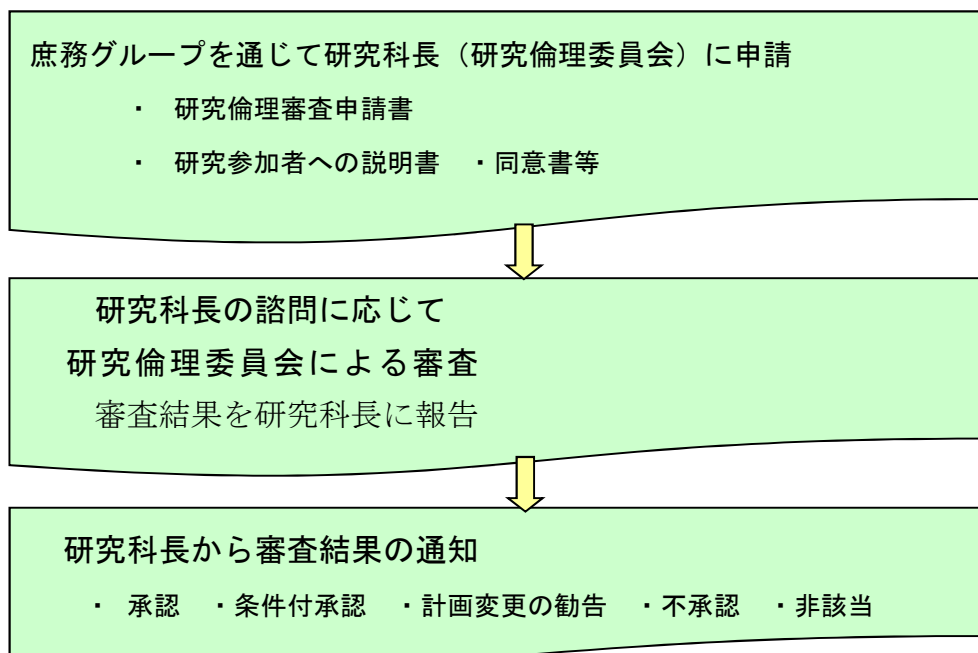 庶務グループを通じて研究科長（研究倫理委員会）に申請
・ 研究倫理審査申請書
・ 研究参加者への説明書 ・同意書等
研究科長の諮問に応じて
研究倫理委員会による審査
審査結果を研究科長に報告
研究科長から審査結果の通知
・ 承認 ・条件付承認 ・計画変更の勧告 ・不承認 ・非該当